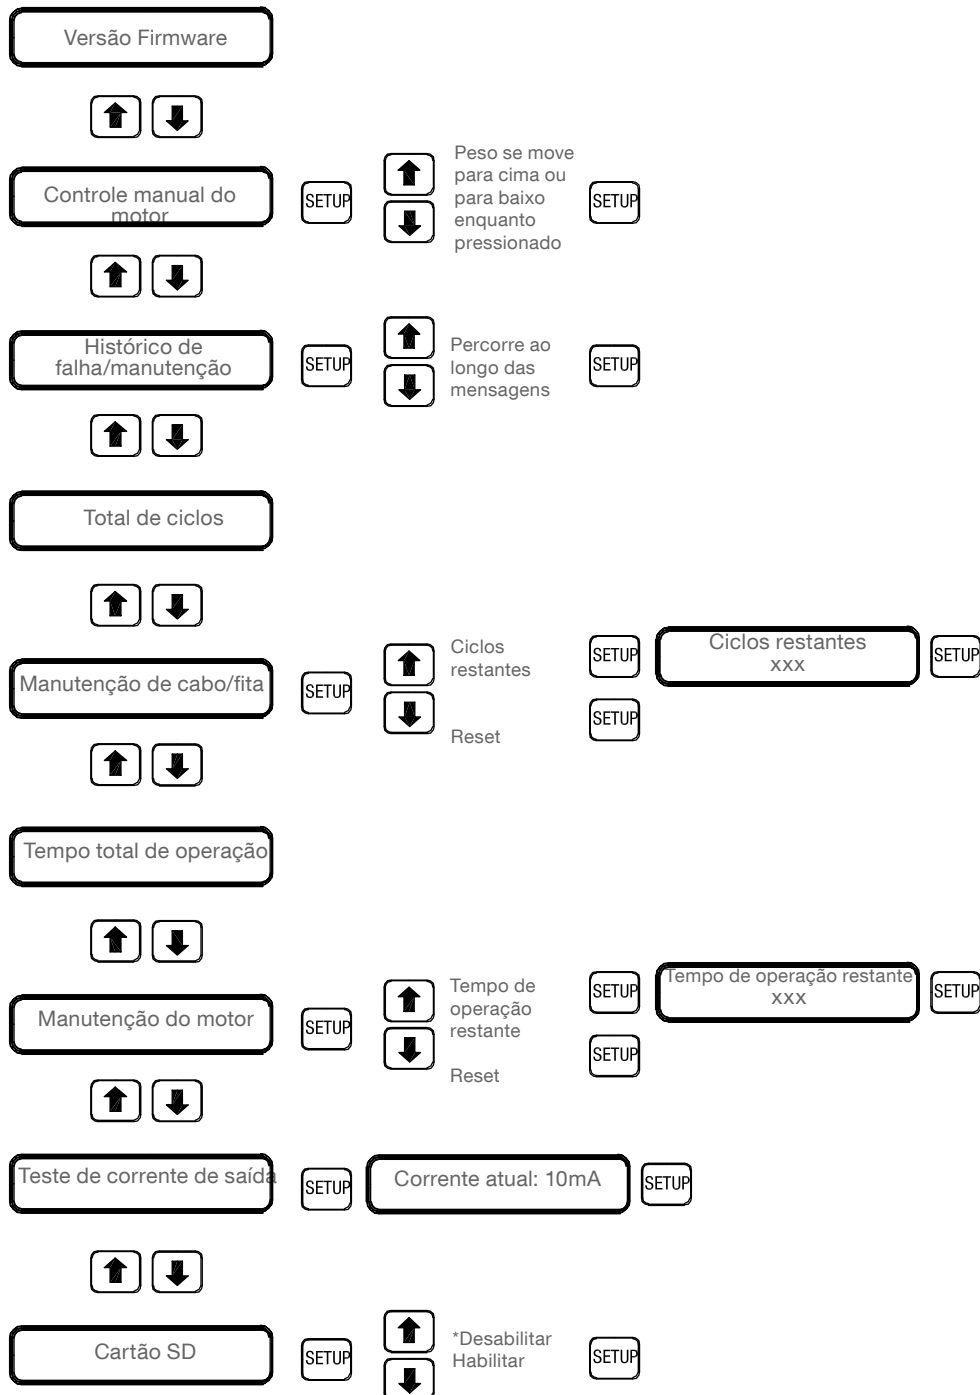 Versão Firmware
Controle manual do
motor
SETUP
Peso se move
para cima ou
para baixo
enquanto
pressionado
SETUP
Histórico de
falha/manutenção
SETUP
Percorre ao
longo das
mensagens
SETUP
Total de ciclos
Manutenção de cabo/fita
SETUP
Ciclos
restantes
SETUP
Ciclos restantes
xxx
SETUP
Reset
SETUP
Tempo total de operação
Manutenção do motor
SETUP
Tempo de
operação
restante
SETUP
Tempo de operação restante
xxx
SETUP
Reset
SETUP
Teste de corrente de saída
SETUP
Corrente atual: 10mA
SETUP
Cartão SD
SETUP
*Desabilitar
Habilitar
SETUP